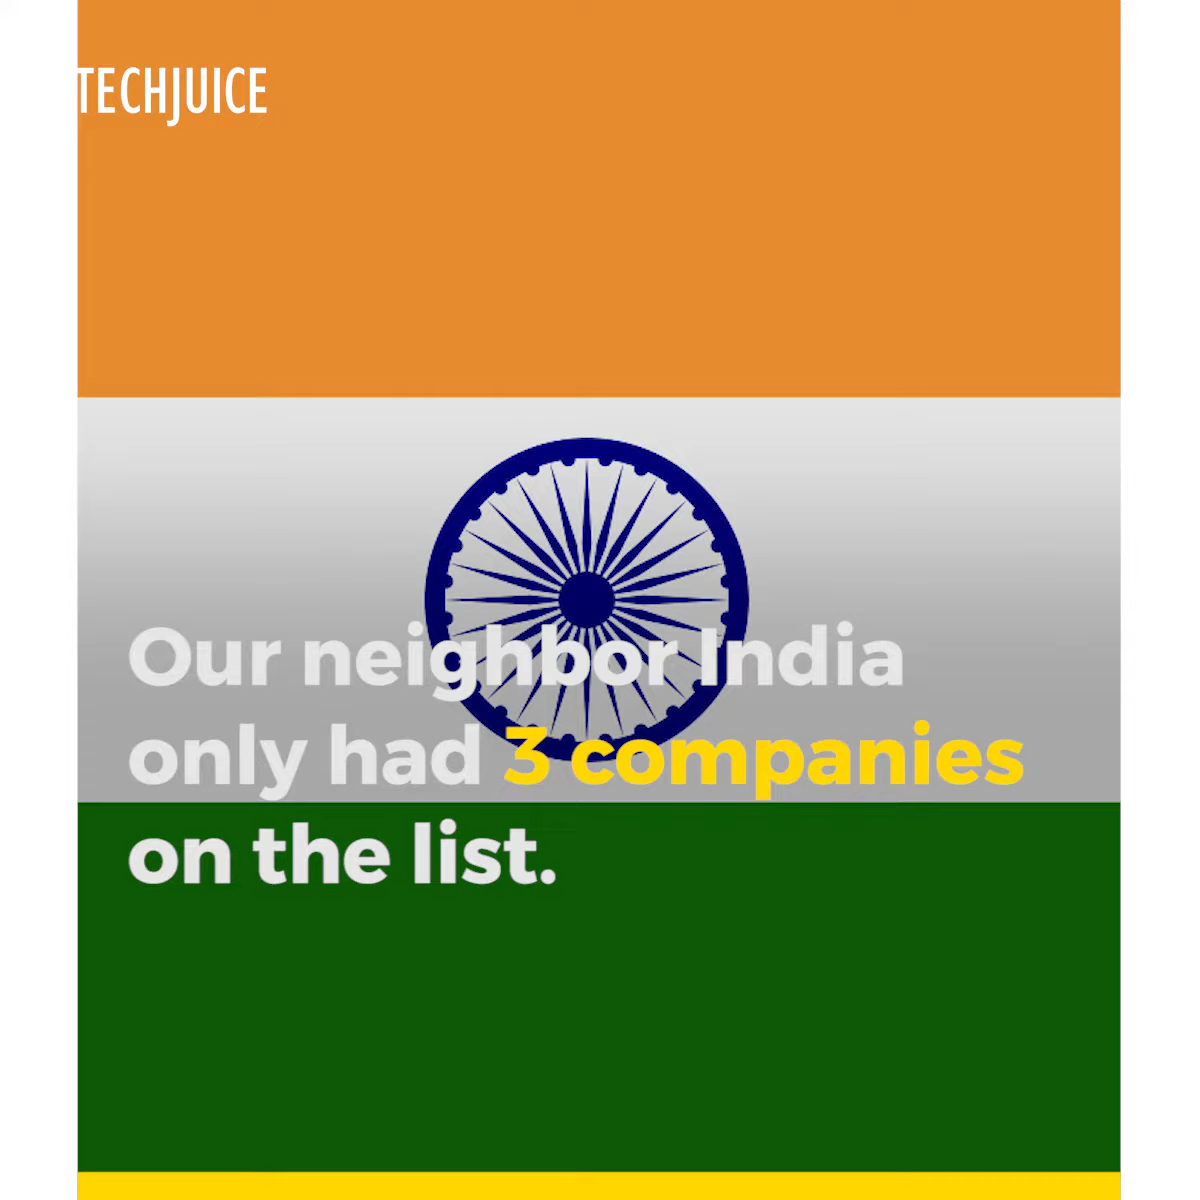 TECHJUICE
Our neighbor India
only had 3 companies
on the list.